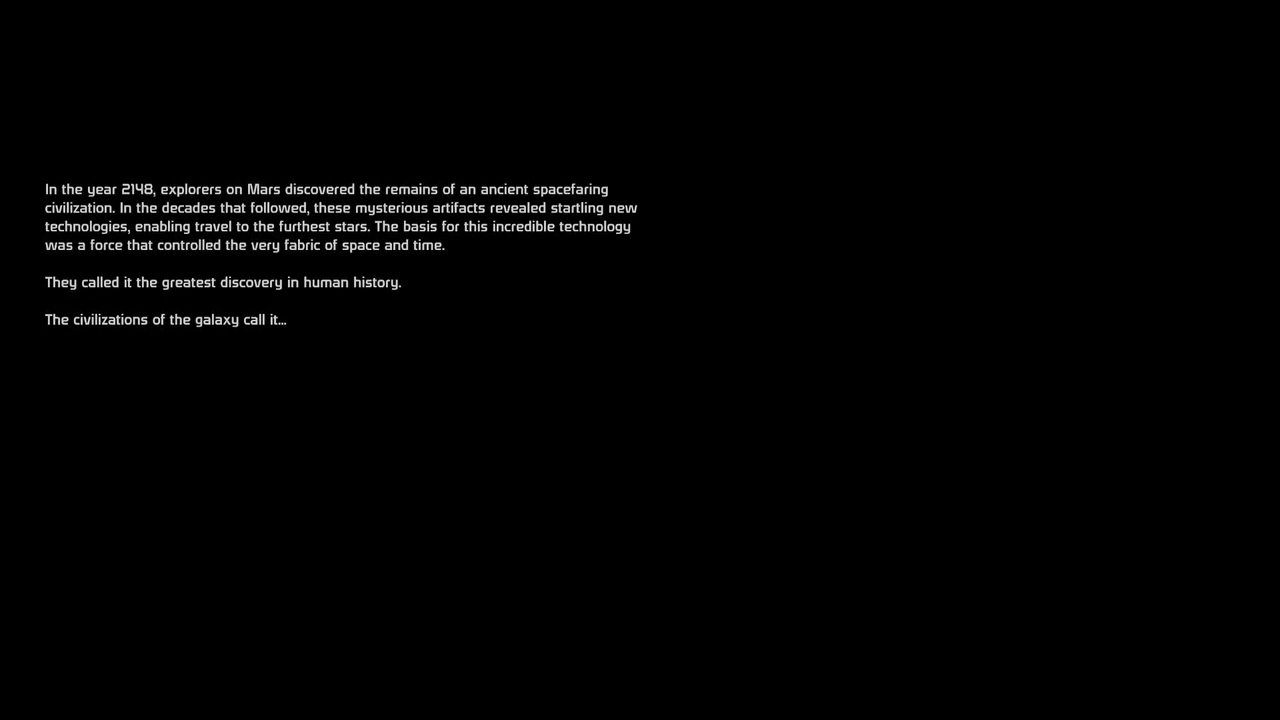 In the year 2148, explorers on Mars discovered the remains of an ancient spacefaring
civilization. In the decades that followed, these mysterious artifacts revealed startling new
technologies, enabling travel to the furthest stars. The basis for this incredible technology
was a force that controlled the very fabric of space and time.
They called it the greatest discovery in human history.
The civilizations of the galaxy call it...